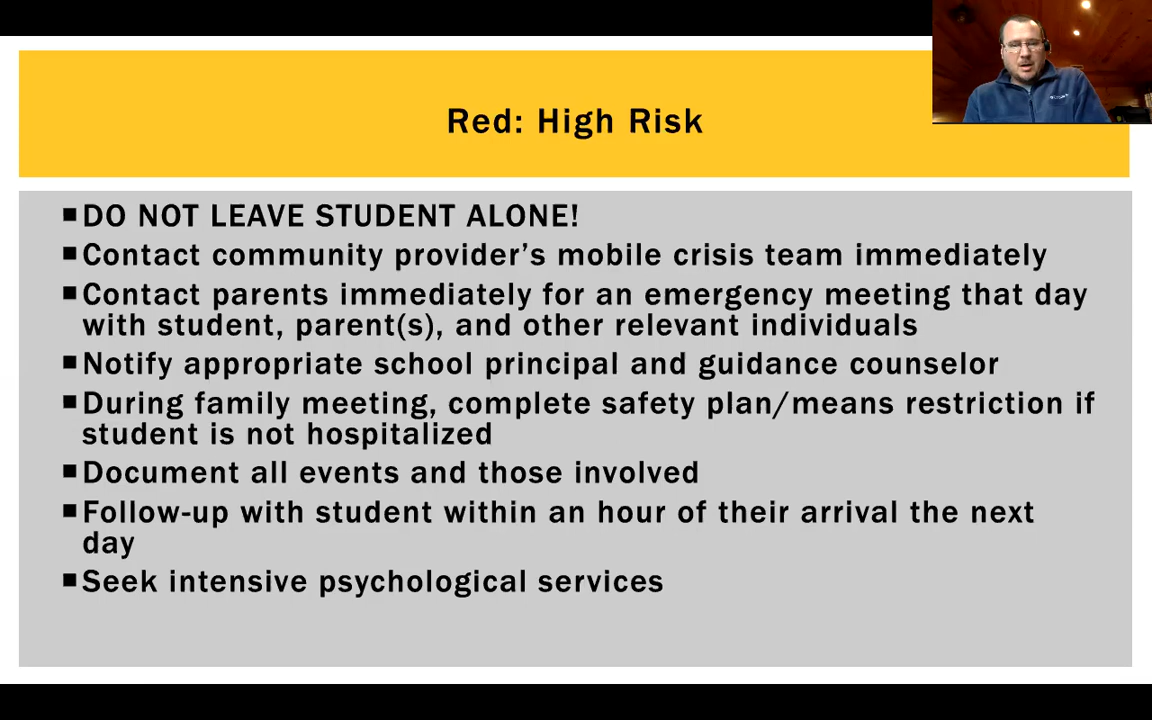 Red: High Risk
■DO NOT LEAVE STUDENT ALONE!
■Contact community provider’s mobile crisis team immediately
■Contact parents immediately for an emergency meeting that day
with student, parent(s), and other relevant individuals
■Notify appropriate school principal and guidance counselor
■During family meeting, complete safety plan/means restriction if
student is not hospitalized
■Document all events and those involved
■Follow-up with student within an hour of their arrival the next
day
■Seek intensive psychological services